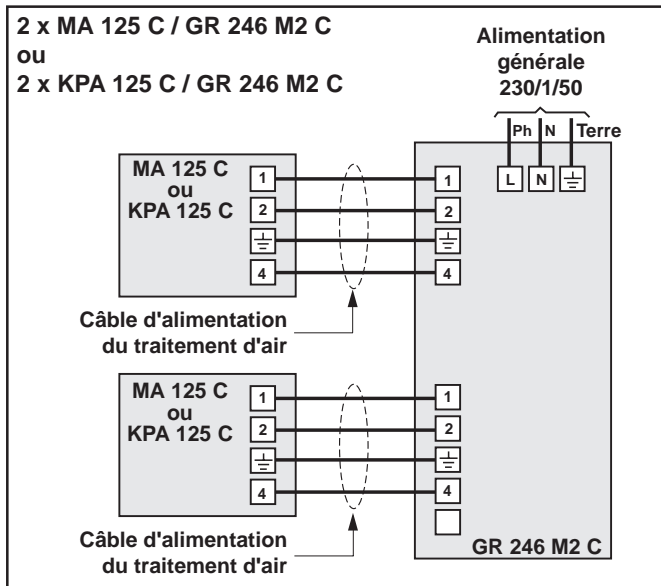 2 x MA 125 C / GR 246 M2 C
ou
2 x KPA 125 C / GR 246 M2 C
Alimentation
générale
230/1/50
Ph N Terre
L N
MA 125 C
ou
KPA 125 C
1 1
2 2
4 4
Câble d'alimentation
du traitement d'air
MA 125 C
ou
KPA 125 C
1 1
2 2
4 4
Câble d'alimentation
du traitement d'air
GR 246 M2 C